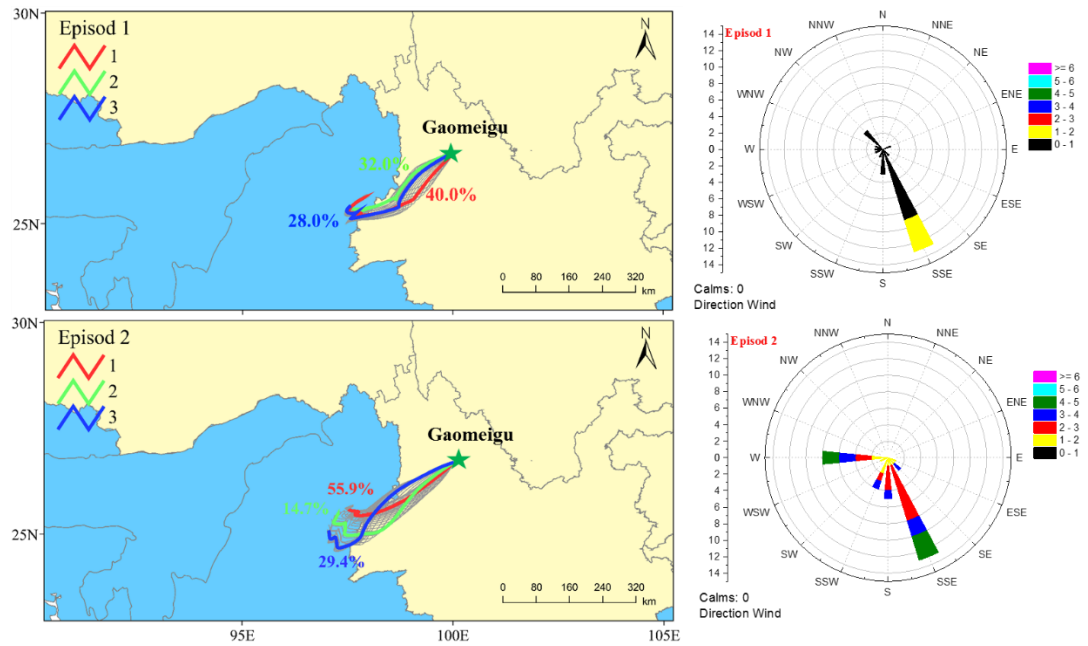 30N
Episod 1
1
2
3
N
Gaomeigu
32.0%
40.0%
28.0%
25N
0 80 160 240 320
km
30N
Episod 2
1
2
3
N
Gaomeigu
55.9%
14.7%
29.4%
25N
0 80 160 240 320
km
95E 100E 105E
Episod 1
14
12
10
8
6
4
2
0
2
4
6
8
10
12
14
N
NNE
NE
ENE
E
ESE
SE
SSE
S
SSW
SW
WSW
W
WNW
NW
NNW
>= 6
5 - 6
4 - 5
3 - 4
2 - 3
1 - 2
0 - 1
Calms: 0
Direction Wind
Episod 2
14
12
10
8
6
4
2
0
2
4
6
8
10
12
14
N
NNE
NE
ENE
E
ESE
SE
SSE
S
SSW
SW
WSW
W
WNW
NW
NNW
>= 6
5 - 6
4 - 5
3 - 4
2 - 3
1 - 2
0 - 1
Calms: 0
Direction Wind